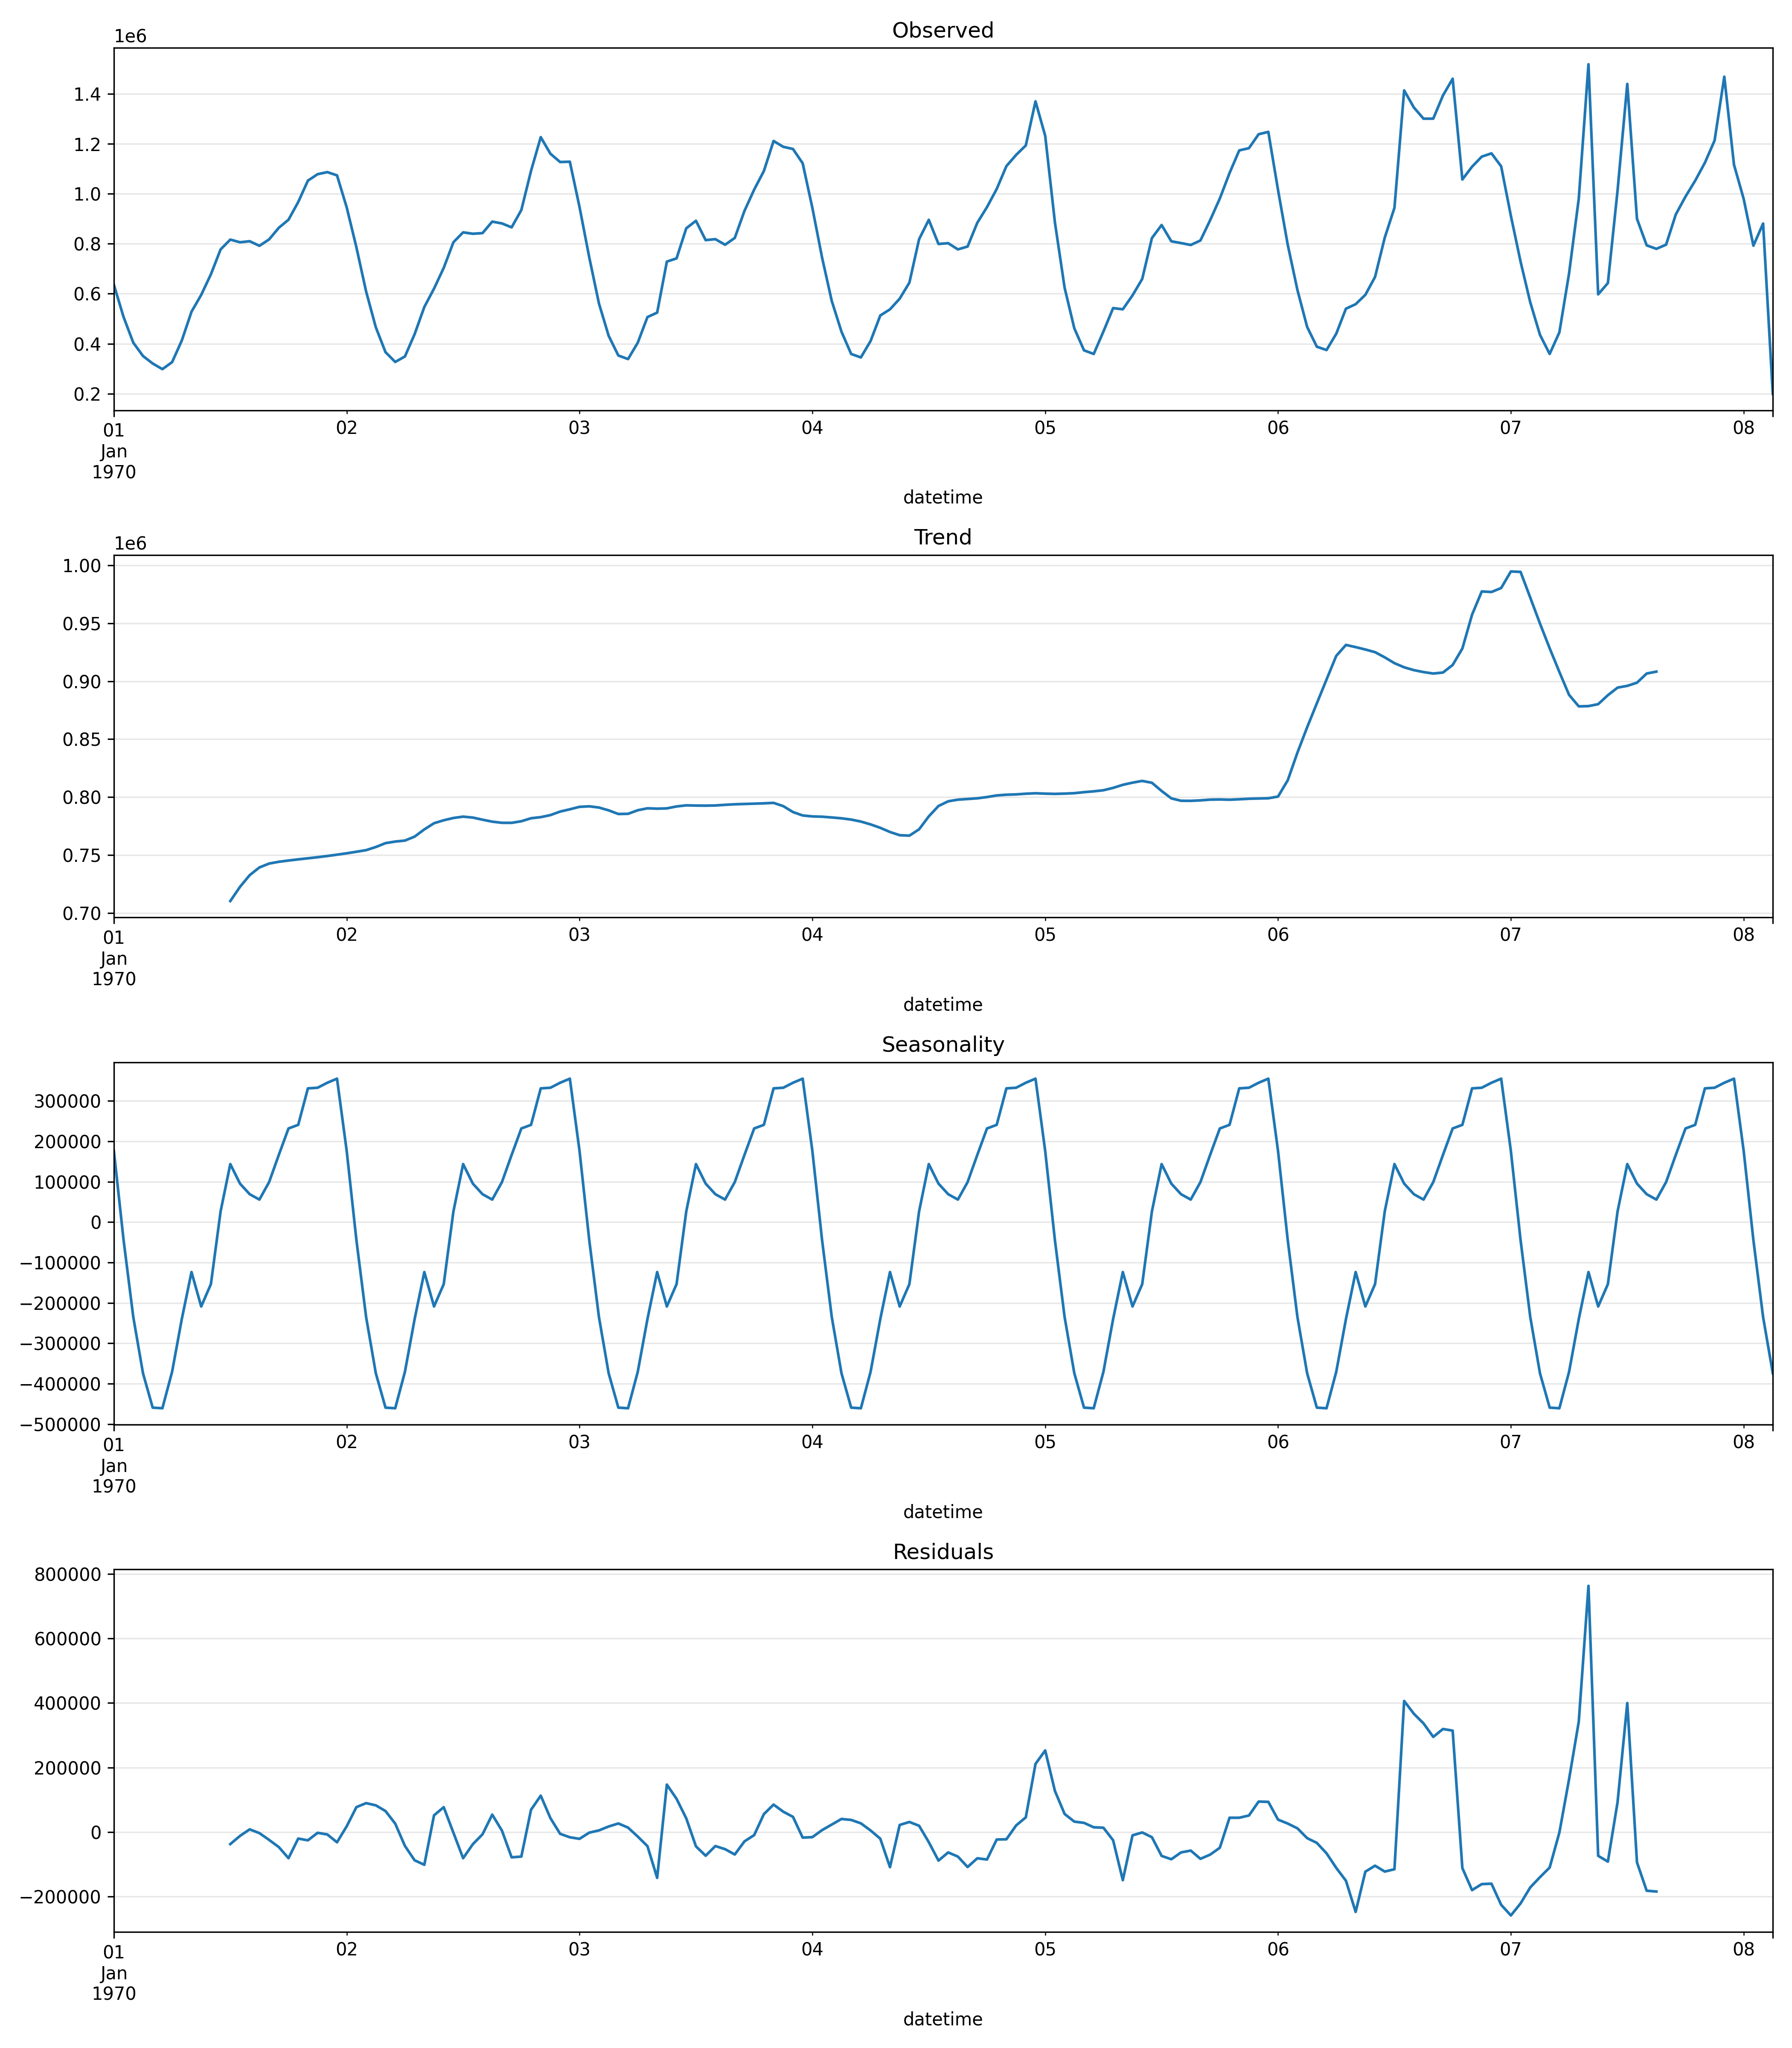 Observed
1e6
1.4
1.2
1.0
0.8
0.6
0.4
0.2
01 02 03 04 05 06 07 08
Jan
1970
datetime
Trend
1e6
1.00
0.95
0.90
0.85
0.80
0.75
0.70
01 02 03 04 05 06 07 08
Jan
1970
datetime
Seasonality
300000
200000
100000
0
−100000
−200000
−300000
−400000
−500000
01 02 03 04 05 06 07 08
Jan
1970
datetime
Residuals
800000
600000
400000
200000
0
−200000
01 02 03 04 05 06 07 08
Jan
1970
datetime